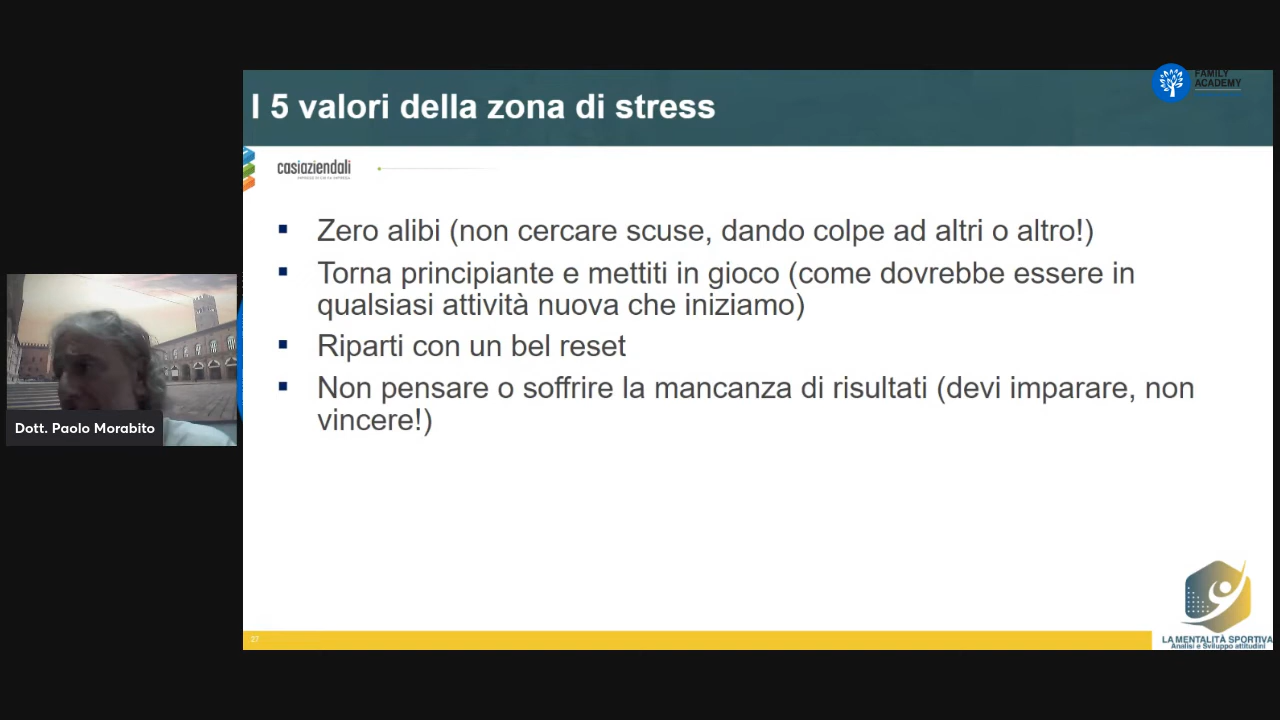 FAMILY
ACADEMY
I 5 valori della zona di stress
casiaziendali
Zero alibi (non cercare scuse, dando colpe ad altri o altro!)
Torna principiante e mettiti in gioco (come dovrebbe essere in
qualsiasi attività nuova che iniziamo)
Riparti con un bel reset
Non pensare o soffrire la mancanza di risultati (devi imparare, non
vincere!)
Dott. Paolo Morabito
27
LA MENTALITÀ SPORTIVA
Analisi e Sviluppo attitudini